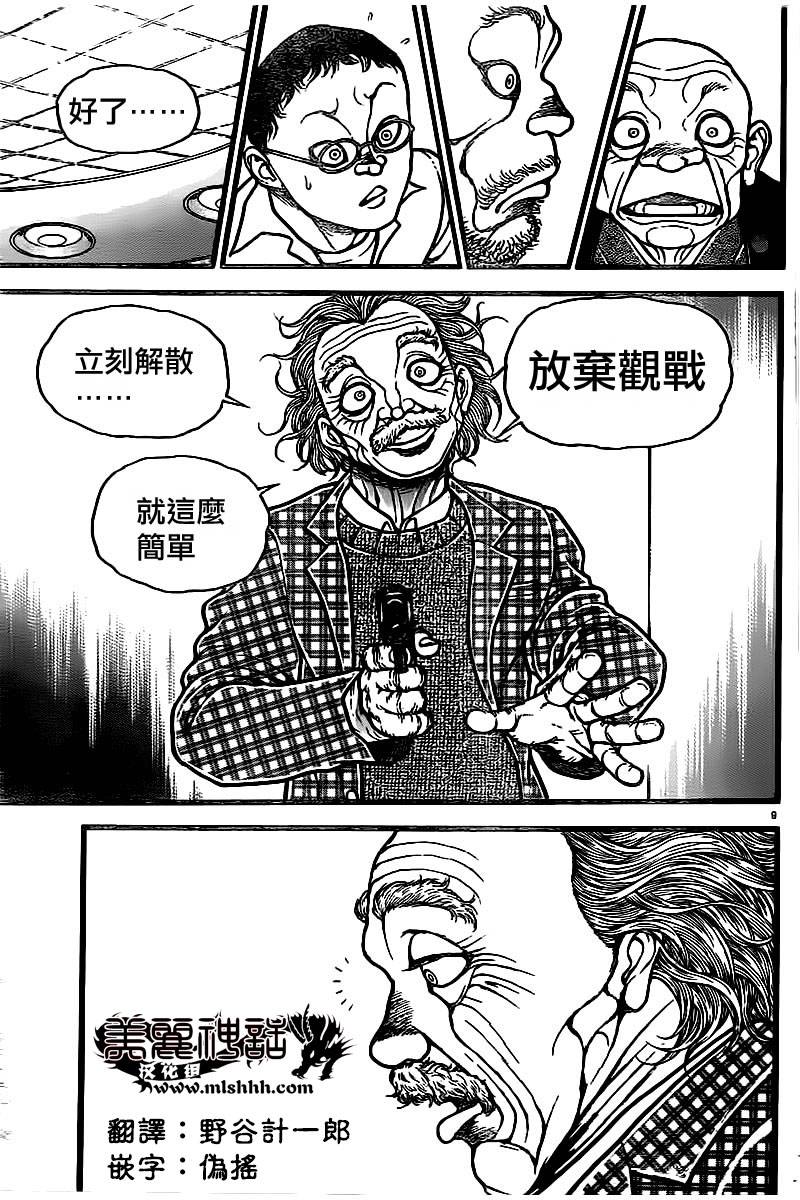 好了……
放棄觀戰
立刻解散
……
就這麼
簡單
9
美麗神話
汉化组
www.mlshhh.com
翻譯：野谷計一郎
嵌字：偽搖